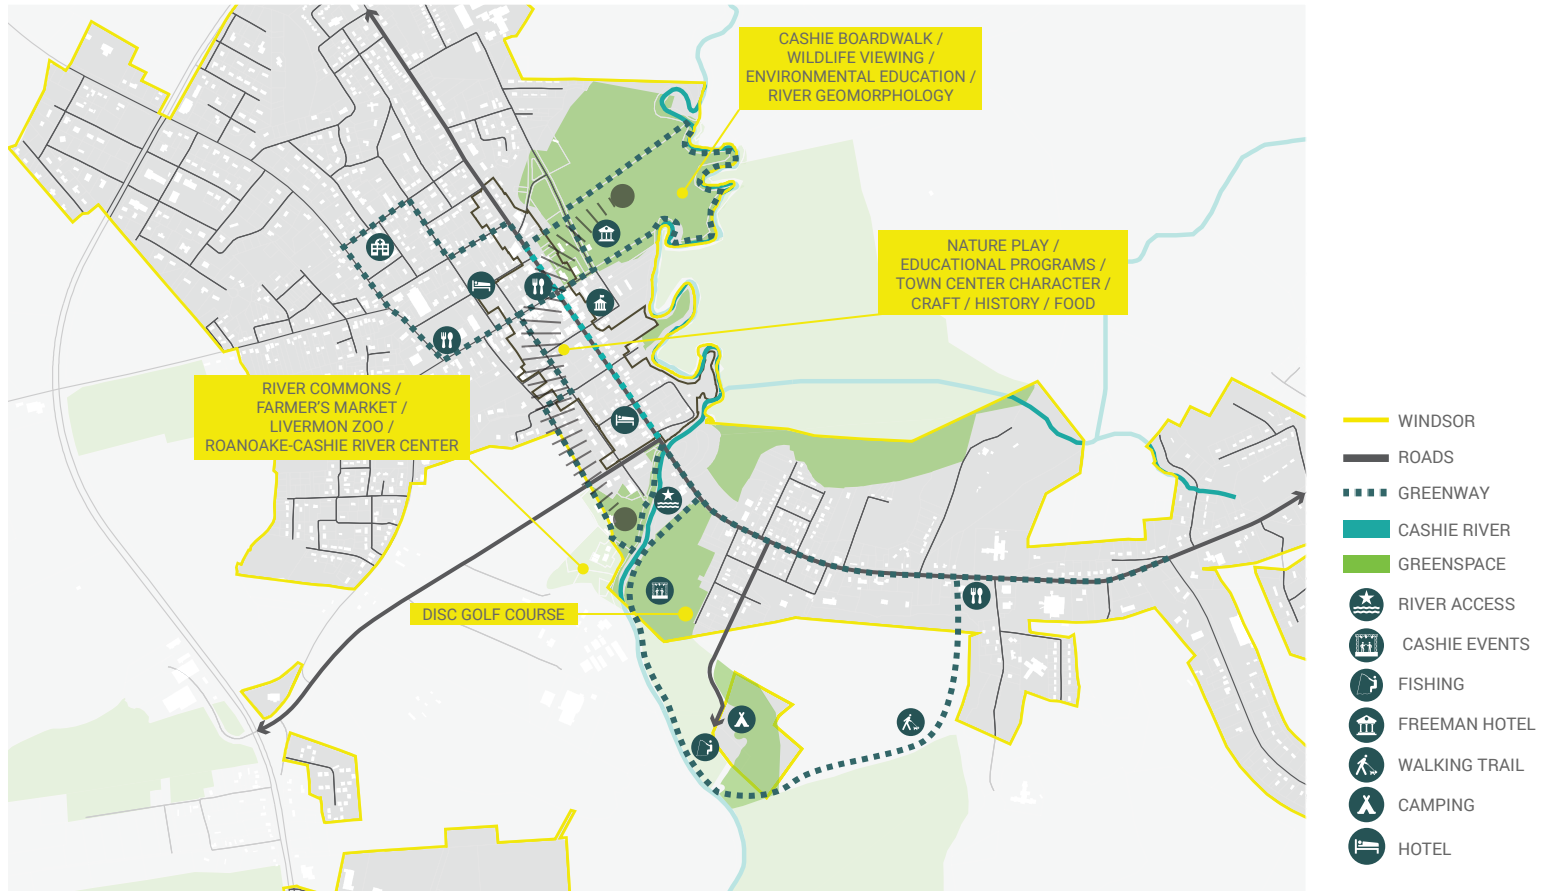 CASHIE BOARDWALK /
WILDLIFE VIEWING /
ENVIRONMENTAL EDUCATION /
RIVER GEOMORPHOLOGY
NATURE PLAY /
EDUCATIONAL PROGRAMS /
TOWN CENTER CHARACTER /
CRAFT / HISTORY / FOOD
RIVER COMMONS /
FARMER'S MARKET /
LIVERMON ZOO /
ROANOAKE-CASHIE RIVER CENTER
DISC GOLF COURSE
WINDSOR
ROADS
GREENWAY
CASHIE RIVER
GREENSPACE
RIVER ACCESS
CASHIE EVENTS
FISHING
FREEMAN HOTEL
WALKING TRAIL
CAMPING
HOTEL